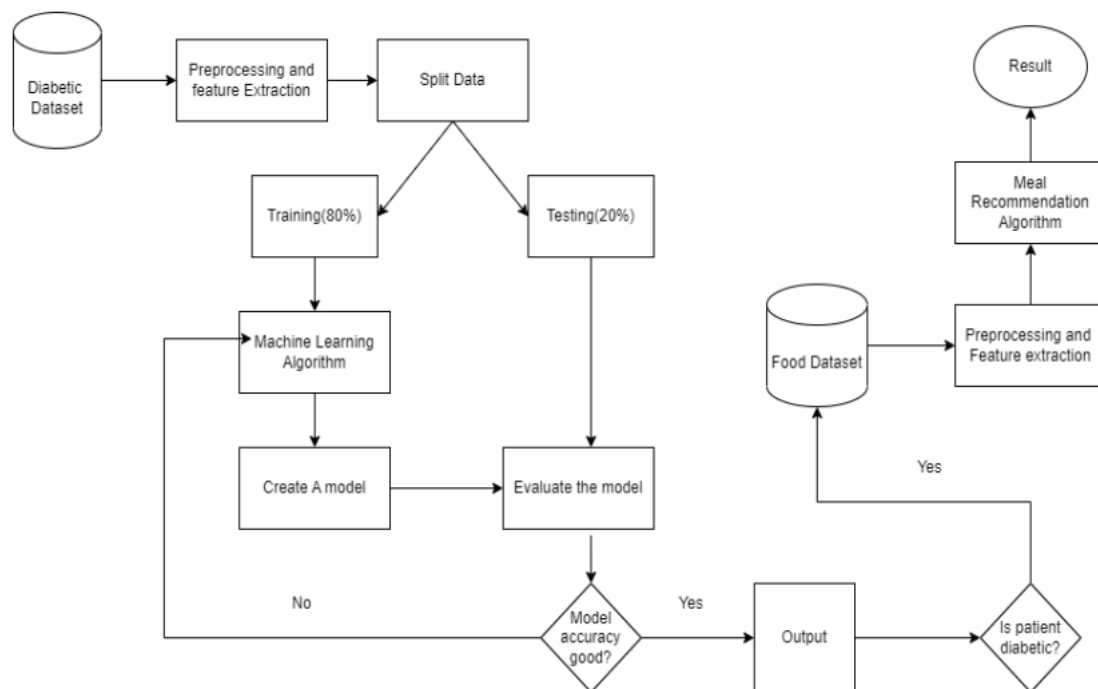 Diabetic
Dataset
Preprocessing and
feature Extraction
Split Data
Result
Training(80%)
Testing(20%)
Meal
Recommendation
Algorithm
Machine Learning
Algorithm
Food Dataset
Preprocessing and
Feature extraction
Create A model
Evaluate the model
Yes
No
Model
accuracy
good?
Yes
Output
Is patient
diabetic?